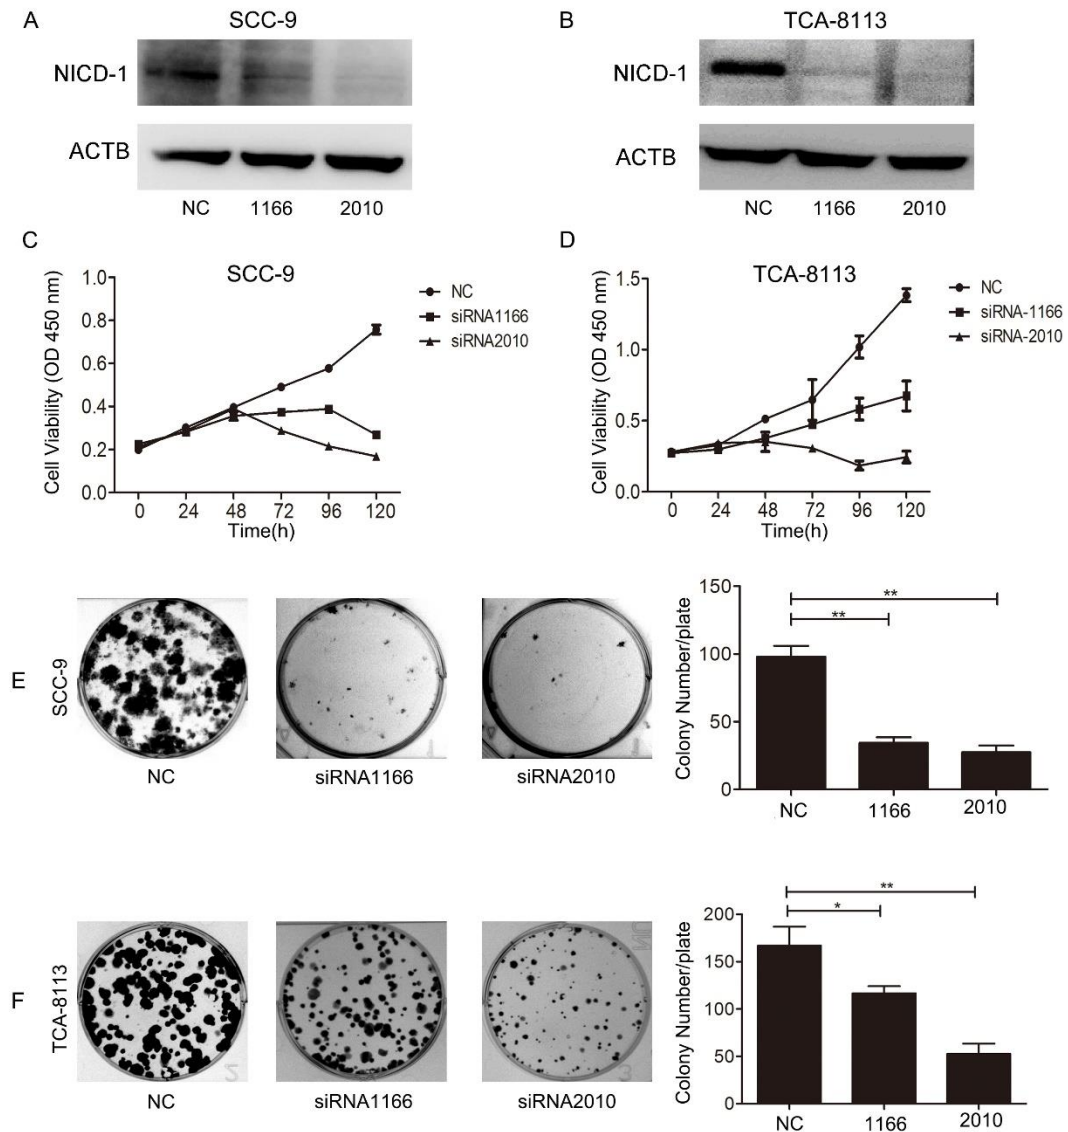 A
SCC-9
NICD-1
ACTB
NC 1166 2010
B
TCA-8113
NICD-1
ACTB
NC 1166 2010
C
SCC-9
Cell Viability (OD 450 nm)
1.0
0.8
0.6
0.4
0.2
0.0
0 24 48 72 96 120
Time(h)
NC
siRNA1166
siRNA2010
D
TCA-8113
Cell Viability (OD 450 nm)
1.5
1.0
0.5
0.0
0 24 48 72 96 120
Time(h)
NC
siRNA-1166
siRNA-2010
E
SCC-9
NC
siRNA1166
siRNA2010
Colony Number/plate
150
100
50
0
**
**
NC 1166 2010
F
TCA-8113
NC
siRNA1166
siRNA2010
Colony Number/plate
200
150
100
50
0
**
*
NC 1166 2010